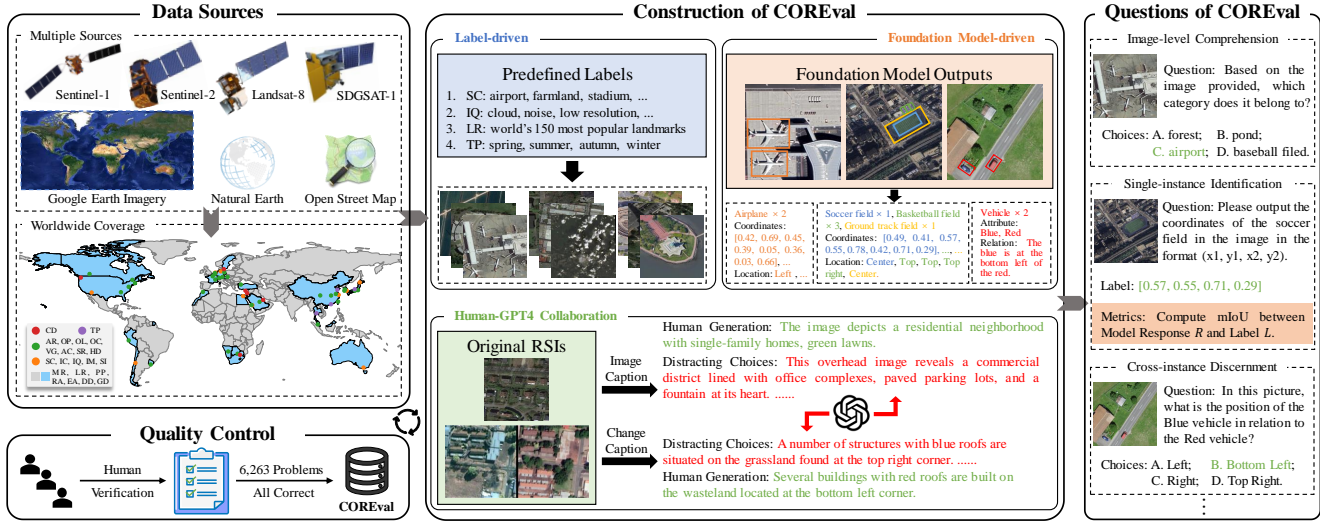 Data Sources
Multiple Sources
Sentinel-1
Sentinel-2
Landsat-8
SDGSAT-1
Google Earth Imagery
Natural Earth
Open Street Map
Worldwide Coverage
CD
TP
AR, OP, OL, OC,
VG, AC, SR, HD
SC, IC, IQ, IM, SI
MR, LR, PP,
RA, EA, DD, GD
Quality Control
Human
Verification
6,263 Problems
All Correct
COREval
Construction of COREval
Label-driven
Predefined Labels
1. SC: airport, farmland, stadium, ...
2. IQ: cloud, noise, low resolution, ...
3. LR: world's 150 most popular landmarks
4. TP: spring, summer, autumn, winter
Foundation Model-driven
Foundation Model Outputs
Airplane × 2
Coordinates:
[0.42, 0.69, 0.45,
0.39, 0.05, 0.36,
0.03, 0.66], ...
Location: Left , ...
Soccer field × 1, Basketball field
× 3, Ground track field × 1
Coordinates: [0.49, 0.41, 0.57,
0.55, 0.78, 0.42, 0.71, 0.29], ..., ...
Location: Center, Top, Top, Top
right, Center.
Vehicle × 2
Attribute:
Blue, Red
Relation: The
blue is at the
bottom left of
the red.
Human-GPT4 Collaboration
Original RSIs
Image
Caption
Change
Caption
Human Generation: The image depicts a residential neighborhood
with single-family homes, green lawns.
Distracting Choices: This overhead image reveals a commercial
district lined with office complexes, paved parking lots, and a
fountain at its heart. ......
Distracting Choices: A number of structures with blue roofs are
situated on the grassland found at the top right corner. ......
Human Generation: Several buildings with red roofs are built on
the wasteland located at the bottom left corner.
Questions of COREval
Image-level Comprehension
Question: Based on the
image provided, which
category does it belong to?
Choices: A. forest; B. pond;
C. airport; D. baseball filed.
Single-instance Identification
Question: Please output the
coordinates of the soccer
field in the image in the
format (x1, y1, x2, y2).
Label: [0.57, 0.55, 0.71, 0.29]
Metrics: Compute mIoU between
Model Response R and Label L.
Cross-instance Discernment
Question: In this picture,
what is the position of the
Blue vehicle in relation to
the Red vehicle?
Choices: A. Left; B. Bottom Left;
C. Right; D. Top Right.
⋮